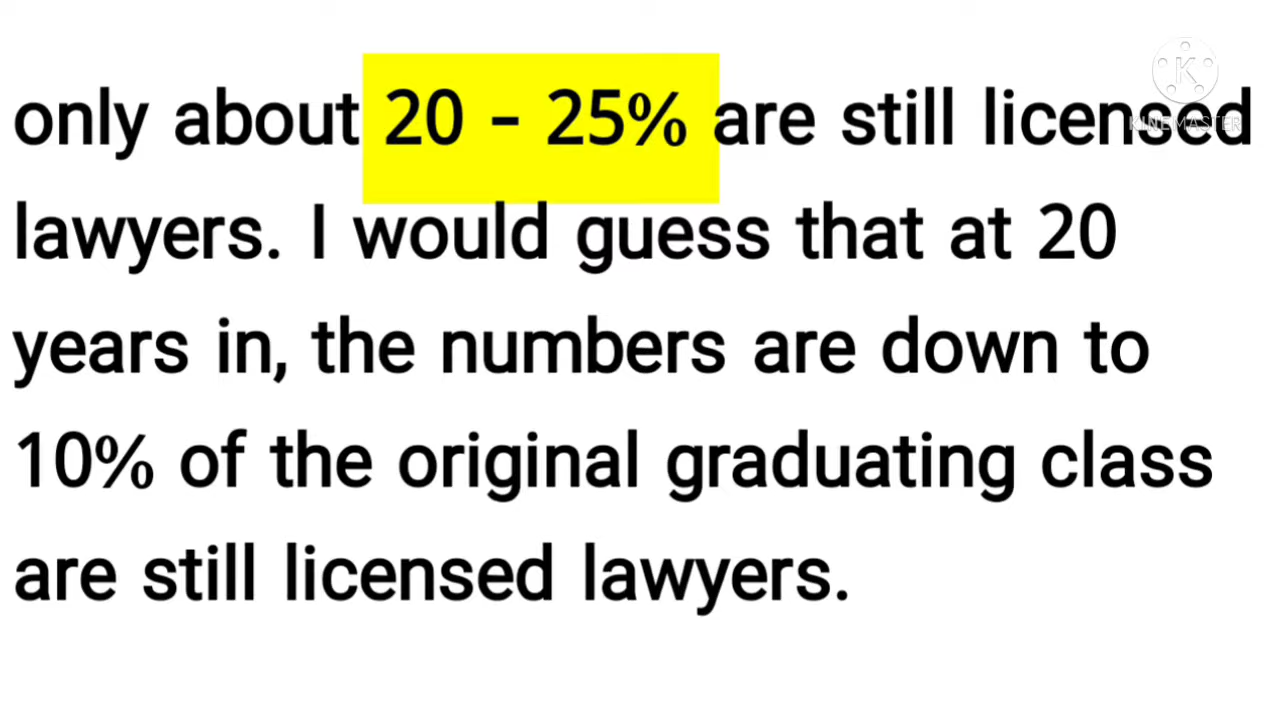 only about 20 - 25% are still licensed
lawyers. I would guess that at 20
years in, the numbers are down to
10% of the original graduating class
are still licensed lawyers.
K
KINEMASTER